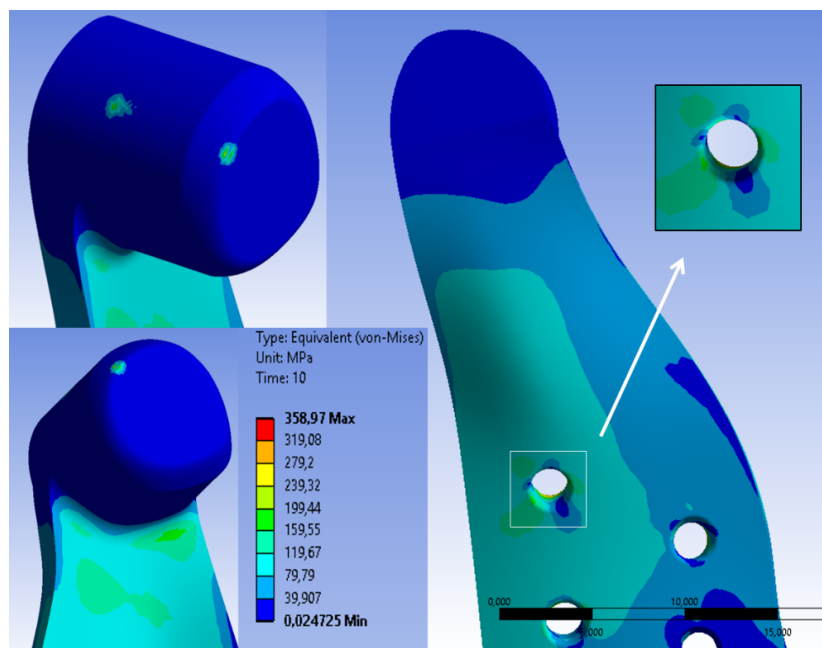 Type: Equivalent (von-Mises)
Unit: MPa
Time: 10
358,97 Max
319,08
279,2
239,32
199,44
159,55
119,67
79,79
39,907
0,024725 Min
0,000
10,000
5,000
15,000